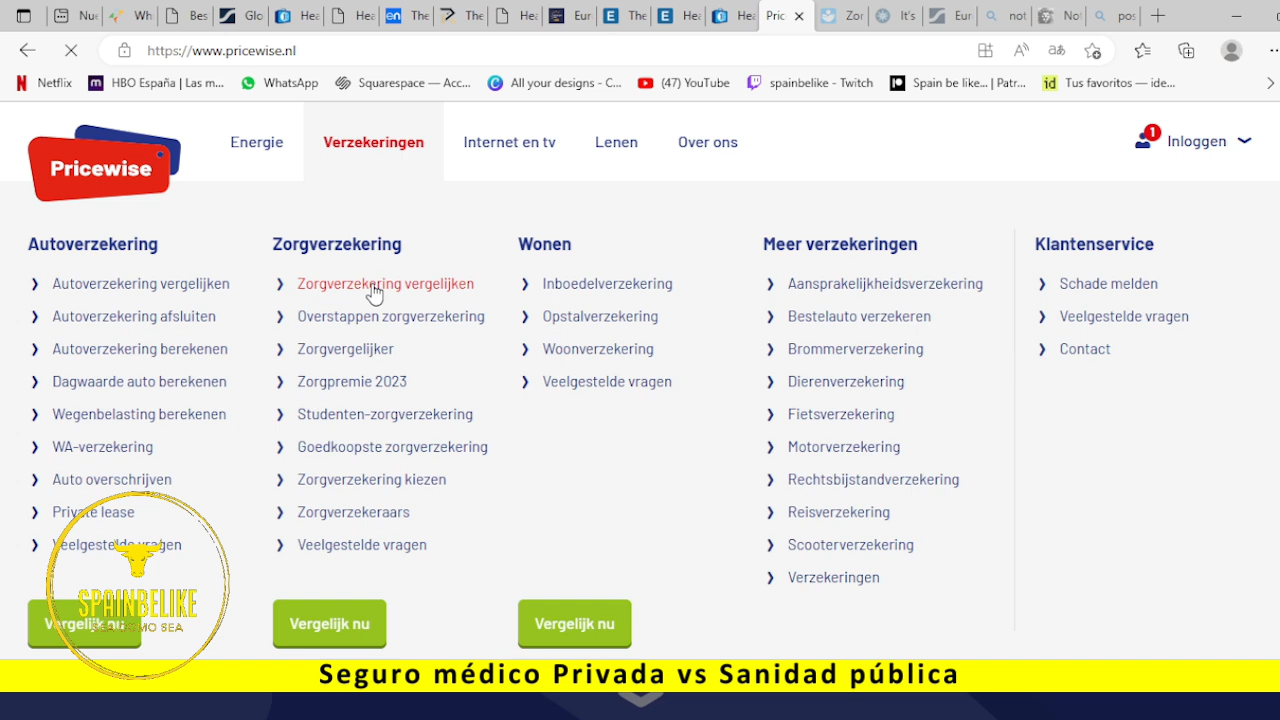 Nu
Wh
Bes
Glo
Hea
Hea
The
The
Hea
Eur
The
Hea
Hea
Pric
Zor
It's
Eur
not
Not
pos
https://www.pricewise.nl
Netflix
HBO España | Las m...
WhatsApp
Squarespace — Acc...
All your designs - C...
(47) YouTube
spainbelike - Twitch
Spain be like... | Patr...
Tus favoritos — ide...
Pricewise
Energie
Verzekeringen
Internet en tv
Lenen
Over ons
1
Inloggen
Autoverzekering
Autoverzekering vergelijken
Autoverzekering afsluiten
Autoverzekering berekenen
Dagwaarde auto berekenen
Wegenbelasting berekenen
WA-verzekering
Auto overschrijven
Private lease
Veelgestelde vragen
Vergelijk nu
Zorgverzekering
Zorgverzekering vergelijken
Overstappen zorgverzekering
Zorgvergelijker
Zorgpremie 2023
Studenten-zorgverzekering
Goedkoopste zorgverzekering
Zorgverzekering kiezen
Zorgverzekeraars
Veelgestelde vragen
Vergelijk nu
Wonen
Inboedelverzekering
Opstalverzekering
Woonverzekering
Veelgestelde vragen
Vergelijk nu
Meer verzekeringen
Aansprakelijkheidsverzekering
Bestelauto verzekeren
Brommerverzekering
Dierenverzekering
Fietsverzekering
Motorverzekering
Rechtsbijstandverzekering
Reisverzekering
Scooterverzekering
Verzekeringen
Klantenservice
Schade melden
Veelgestelde vragen
Contact
SPAINBELIKE
SEA COMO SEA
Seguro médico Privada vs Sanidad pública